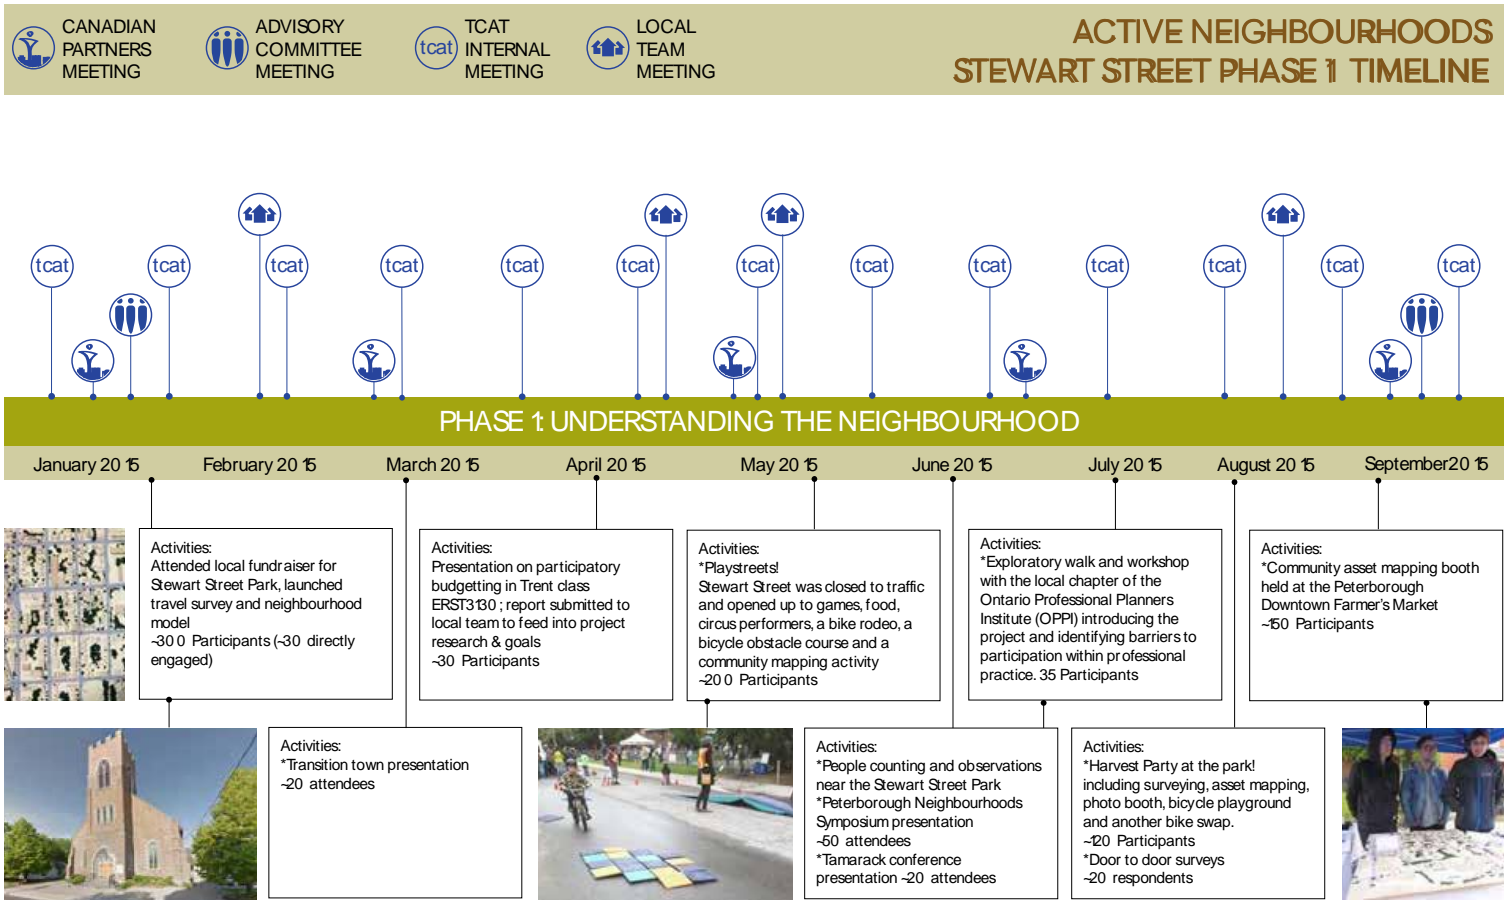 CANADIAN
PARTNERS
MEETING
ADVISORY
COMMITTEE
MEETING
tcat
TCAT
INTERNAL
MEETING
LOCAL
TEAM
MEETING
ACTIVE NEIGHBOURHOODS
STEWART STREET PHASE 1 TIMELINE
tcat
tcat
tcat
tcat
tcat
tcat
tcat
tcat
tcat
tcat
tcat
tcat
tcat
PHASE 1: UNDERSTANDING THE NEIGHBOURHOOD
January 2015
February 2015
March 2015
April 2015
May 2015
June 2015
July 2015
August 2015
September2015
Activities:
Attended local fundraiser for
Stewart Street Park, launched
travel survey and neighbourhood
model
~300 Participants (~30 directly
engaged)
Activities:
Presentation on participatory
budgetting in Trent class
ERST3130 ; report submitted to
local team to feed into project
research & goals
~30 Participants
Activities:
*Playstreets!
Stewart Street was closed to traffic
and opened up to games, food,
circus performers, a bike rodeo, a
bicycle obstacle course and a
community mapping activity
~200 Participants
Activities:
*Exploratory walk and workshop
with the local chapter of the
Ontario Professional Planners
Institute (OPPI) introducing the
project and identifying barriers to
participation within professional
practice. 35 Participants
Activities:
*Community asset mapping booth
held at the Peterborough
Downtown Farmer's Market
~150 Participants
Activities:
*Transition town presentation
~20 attendees
Activities:
*People counting and observations
near the Stewart Street Park
*Peterborough Neighbourhoods
Symposium presentation
~50 attendees
*Tamarack conference
presentation ~20 attendees
Activities:
*Harvest Party at the park!
including surveying, asset mapping,
photo booth, bicycle playground
and another bike swap.
~120 Participants
*Door to door surveys
~20 respondents